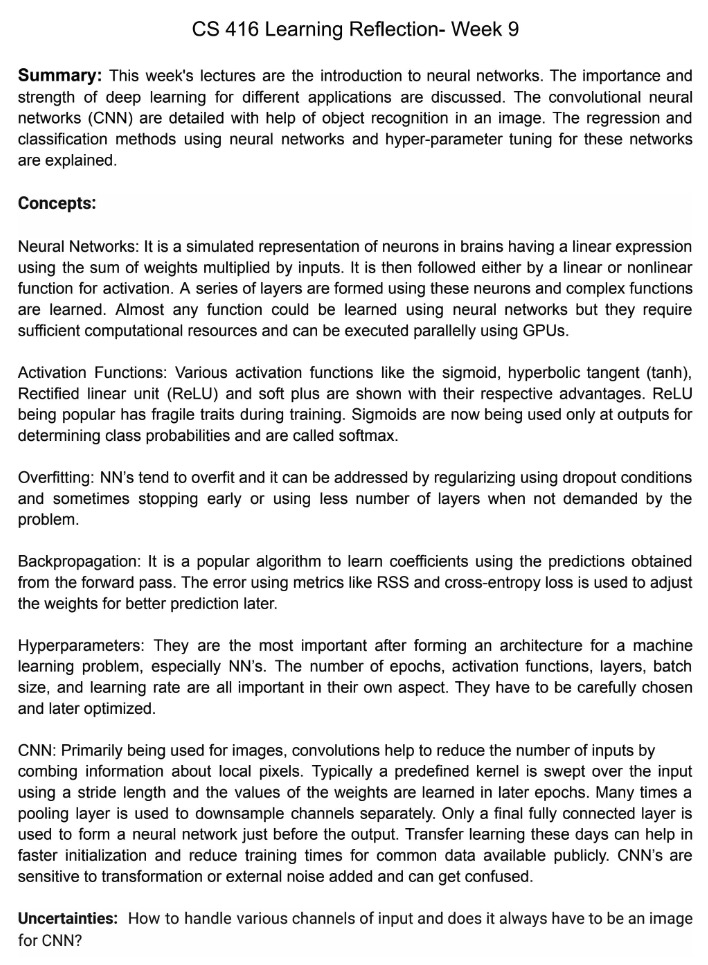 CS 416 Learning Reflection- Week 9
Summary: This week's lectures are the introduction to neural networks. The importance and
strength of deep learning for different applications are discussed. The convolutional neural
networks (CNN) are detailed with help of object recognition in an image. The regression and
classification methods using neural networks and hyper-parameter tuning for these networks
are explained.
Concepts:
Neural Networks: It is a simulated representation of neurons in brains having a linear expression
using the sum of weights multiplied by inputs. It is then followed either by a linear or nonlinear
function for activation. A series of layers are formed using these neurons and complex functions
are learned. Almost any function could be learned using neural networks but they require
sufficient computational resources and can be executed parallelly using GPUs.
Activation Functions: Various activation functions like the sigmoid, hyperbolic tangent (tanh),
Rectified linear unit (ReLU) and soft plus are shown with their respective advantages. ReLU
being popular has fragile traits during training. Sigmoids are now being used only at outputs for
determining class probabilities and are called softmax.
Overfitting: NN's tend to overfit and it can be addressed by regularizing using dropout conditions
and sometimes stopping early or using less number of layers when not demanded by the
problem.
Backpropagation: It is a popular algorithm to learn coefficients using the predictions obtained
from the forward pass. The error using metrics like RSS and cross-entropy loss is used to adjust
the weights for better prediction later.
Hyperparameters: They are the most important after forming an architecture for a machine
learning problem, especially NN's. The number of epochs, activation functions, layers, batch
size, and learning rate are all important in their own aspect. They have to be carefully chosen
and later optimized.
CNN: Primarily being used for images, convolutions help to reduce the number of inputs by
combing information about local pixels. Typically a predefined kernel is swept over the input
using a stride length and the values of the weights are learned in later epochs. Many times a
pooling layer is used to downsample channels separately. Only a final fully connected layer is
used to form a neural network just before the output. Transfer learning these days can help in
faster initialization and reduce training times for common data available publicly. CNN's are
sensitive to transformation or external noise added and can get confused.
Uncertainties: How to handle various channels of input and does it always have to be an image
for CNN?